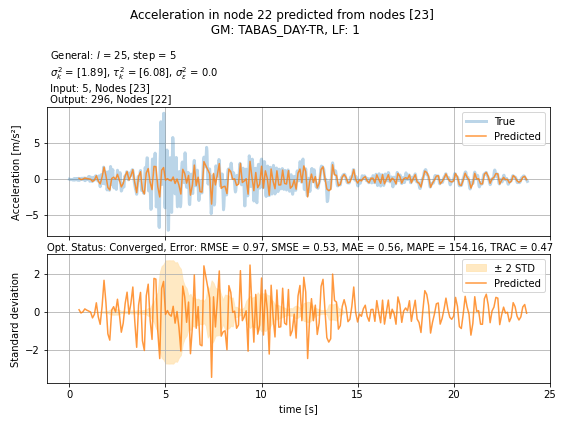 Acceleration in node 22 predicted from nodes [23]
GM: TABAS_DAY-TR, LF: 1
General: l = 25, step = 5
σ²ₖ = [1.89], τ²ₖ = [6.08], σ²ε = 0.0
Input: 5, Nodes [23]
Output: 296, Nodes [22]
Acceleration [m/s²]
5
0
−5
True
Predicted
Opt. Status: Converged, Error: RMSE = 0.97, SMSE = 0.53, MAE = 0.56, MAPE = 154.16, TRAC = 0.47
Standard deviation
2
0
−2
± 2 STD
Predicted
0 5 10 15 20 25
time [s]